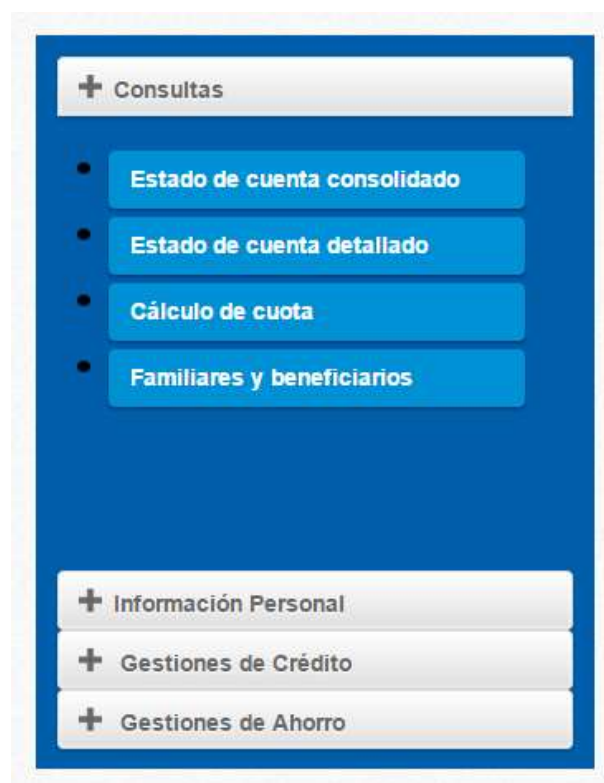 Consultas
Estado de cuenta consolidado
Estado de cuenta detallado
Cálculo de cuota
Familiares y beneficiarios
Información Personal
Gestiones de Crédito
Gestiones de Ahorro